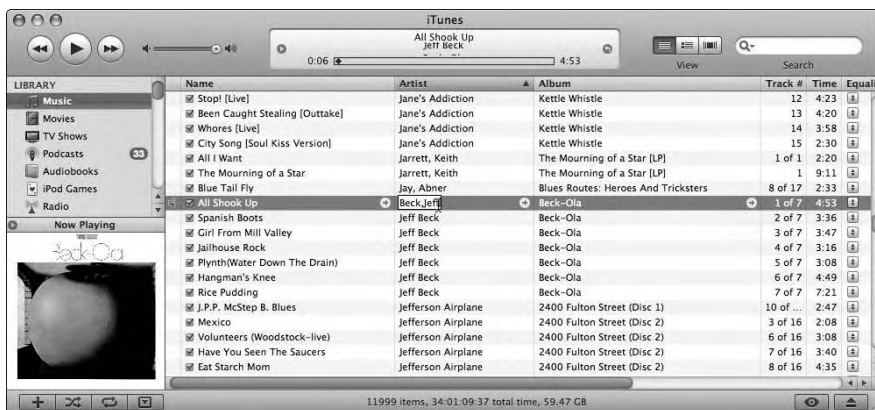 iTunes
All Shook Up
Jeff Beck
0:06 4:53
View Search
LIBRARY
Music
Movies
TV Shows
Podcasts 33
Audiobooks
iPod Games
Radio
Now Playing
Beck-Ola
Name Artist Album Track # Time Equali
Stop! [Live] Jane's Addiction Kettle Whistle 12 4:23
Been Caught Stealing [Outtake] Jane's Addiction Kettle Whistle 13 4:20
Whores [Live] Jane's Addiction Kettle Whistle 14 3:58
City Song [Soul Kiss Version] Jane's Addiction Kettle Whistle 15 2:30
All I Want Jarrett, Keith The Mourning of a Star [LP] 1 of 1 2:20
The Mourning of a Star Jarrett, Keith The Mourning of a Star [LP] 1 9:11
Blue Tail Fly Jay, Abner Blues Routes: Heroes And Tricksters 8 of 17 2:33
All Shook Up Beck,Jeff Beck-Ola 1 of 7 4:53
Spanish Boots Jeff Beck Beck-Ola 2 of 7 3:36
Girl From Mill Valley Jeff Beck Beck-Ola 3 of 7 3:47
Jailhouse Rock Jeff Beck Beck-Ola 4 of 7 3:16
Plynth(Water Down The Drain) Jeff Beck Beck-Ola 5 of 7 3:08
Hangman's Knee Jeff Beck Beck-Ola 6 of 7 4:49
Rice Pudding Jeff Beck Beck-Ola 7 of 7 7:21
J.P.P. McStep B. Blues Jefferson Airplane 2400 Fulton Street (Disc 1) 10 of ... 2:47
Mexico Jefferson Airplane 2400 Fulton Street (Disc 2) 3 of 16 2:08
Volunteers (Woodstock-live) Jefferson Airplane 2400 Fulton Street (Disc 2) 6 of 16 3:08
Have You Seen The Saucers Jefferson Airplane 2400 Fulton Street (Disc 2) 7 of 16 3:40
Eat Starch Mom Jefferson Airplane 2400 Fulton Street (Disc 2) 8 of 16 4:35
11999 items, 34:01:09:37 total time, 59.47 GB